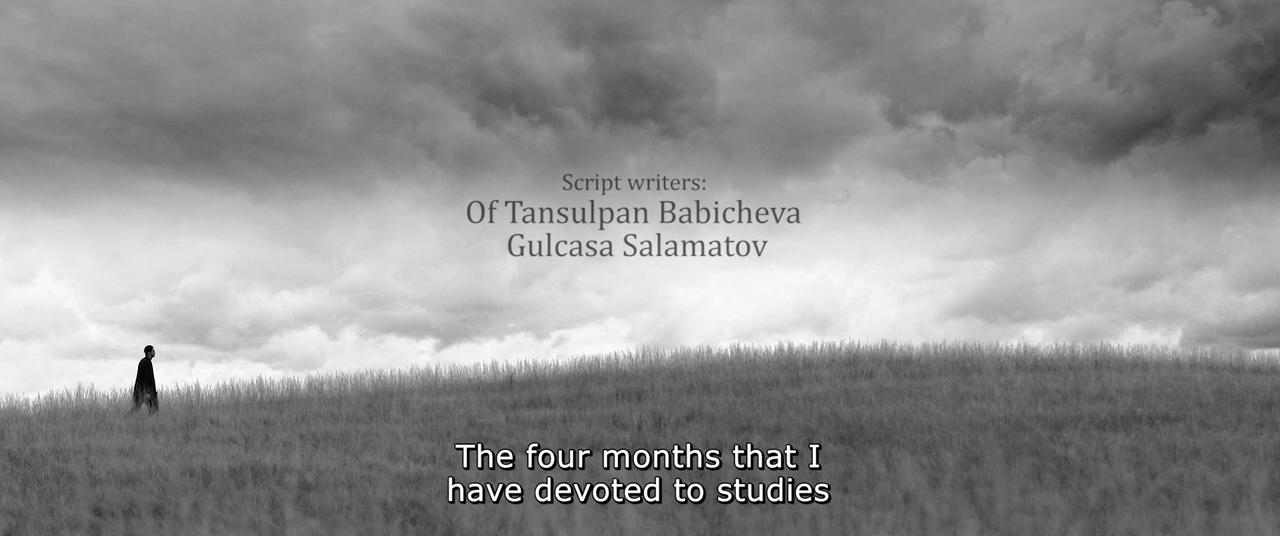 Script writers:
Of Tansulpan Babicheva
Gulcasa Salamatov
The four months that I
have devoted to studies